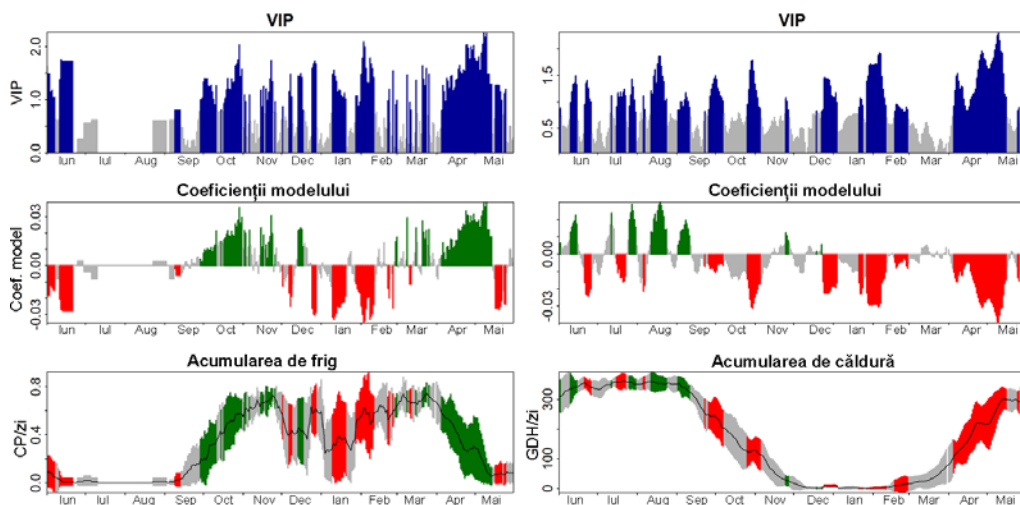 VIP
VIP
2.0
1.0
0.0
VIP
Iun Iul Aug Sep Oct Nov Dec Ian Feb Mar Apr Mai
1.5
0.5
Iun Iul Aug Sep Oct Nov Dec Ian Feb Mar Apr Mai
Coeficienții modelului
Coeficienții modelului
0.03
0.00
-0.03
Coef. model
Iun Iul Aug Sep Oct Nov Dec Ian Feb Mar Apr Mai
0.00
-0.03
Iun Iul Aug Sep Oct Nov Dec Ian Feb Mar Apr Mai
Acumularea de frig
Acumularea de căldură
0.8
0.4
0.0
CP/zi
Iun Iul Aug Sep Oct Nov Dec Ian Feb Mar Apr Mai
300
100
0
GDH/zi
Iun Iul Aug Sep Oct Nov Dec Ian Feb Mar Apr Mai